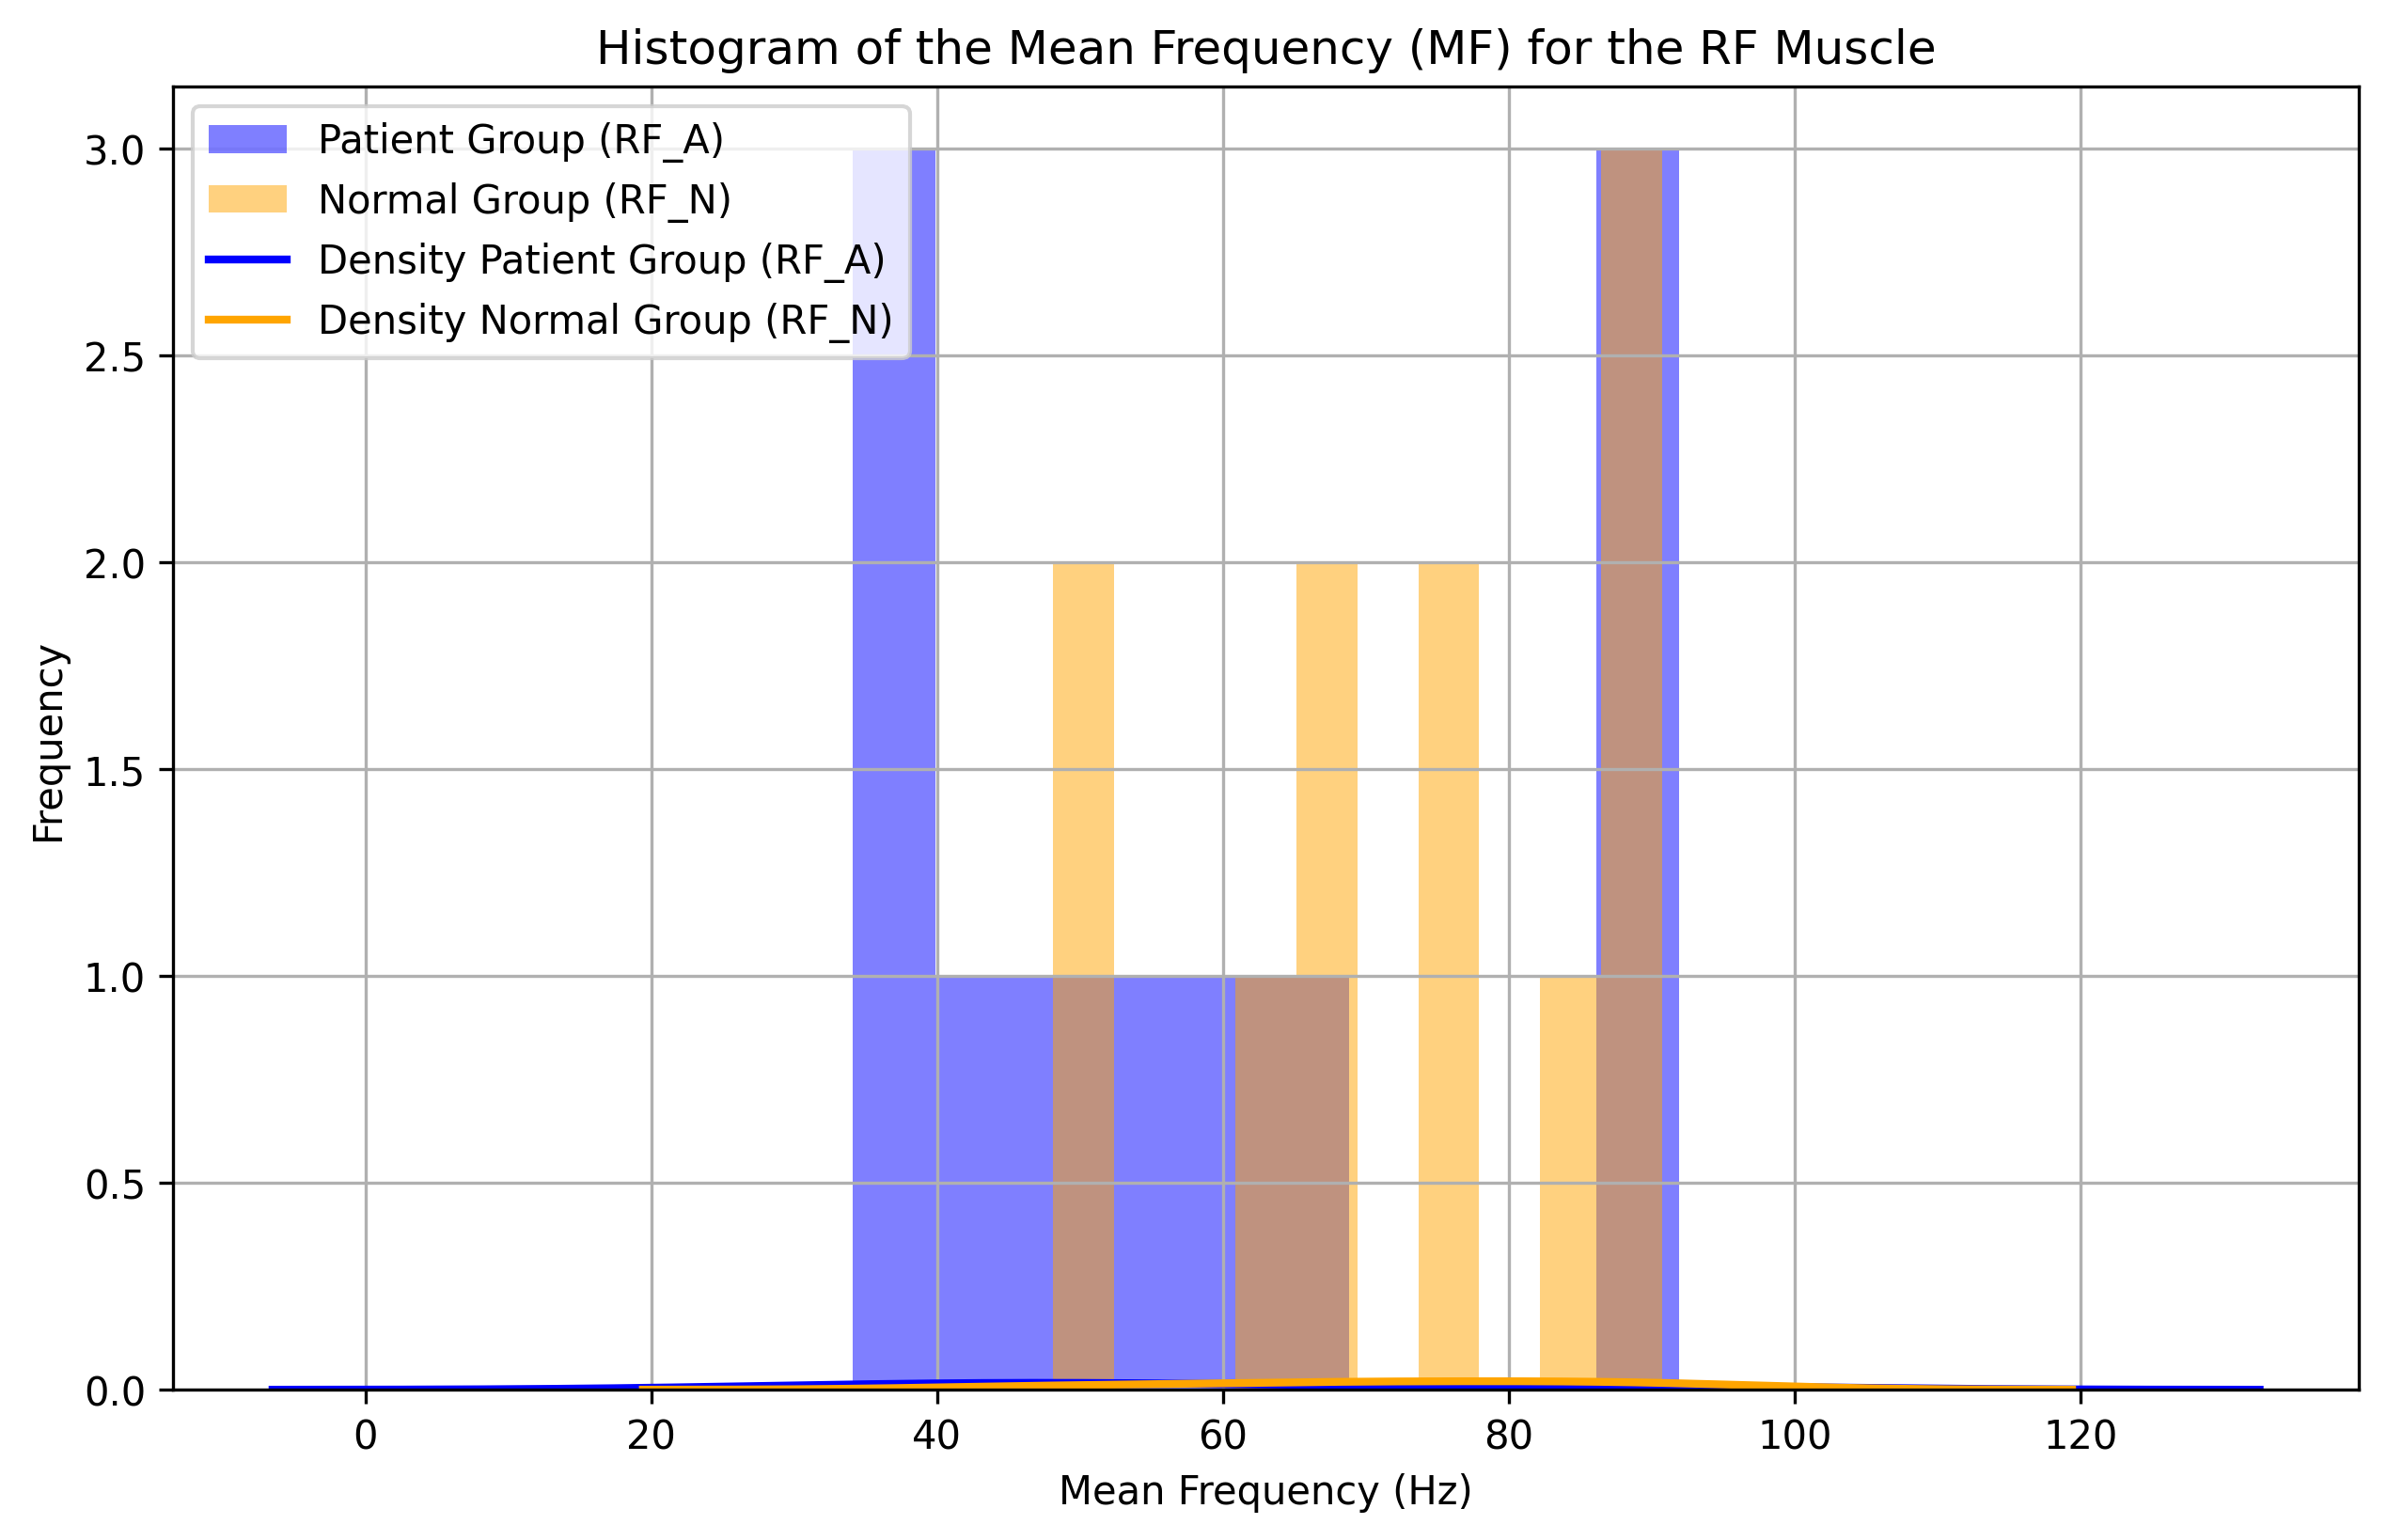 Histogram of the Mean Frequency (MF) for the RF Muscle
Patient Group (RF_A)
Normal Group (RF_N)
Density Patient Group (RF_A)
Density Normal Group (RF_N)
3.0
2.5
2.0
1.5
1.0
0.5
0.0
Frequency
0 20 40 60 80 100 120
Mean Frequency (Hz)